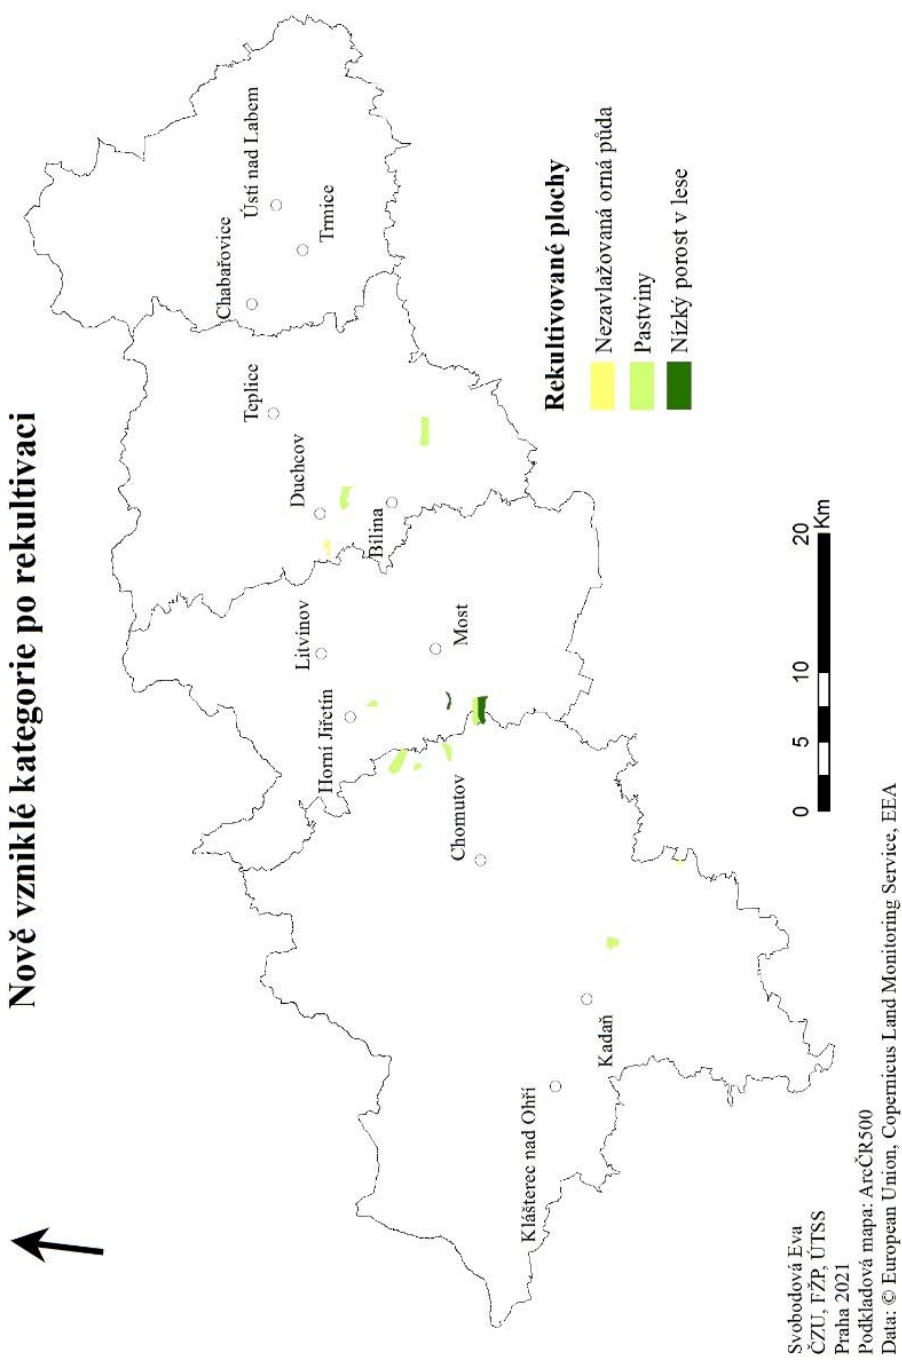 Nově vzniklé kategorie po rekultivaci
Ústí nad Labem
Chabařovice
Trmice
Teplice
Duchcov
Bílina
Litvínov
Most
Horní Jiřetín
Chomutov
Kadaň
Klášterec nad Ohří
Rekultivované plochy
Nezavlažovaná orná půda
Pastviny
Nízký porost v lese
0 5 10 20
Km
Svobodová Eva
ČZU, FŽP, ÚTSS
Praha 2021
Podkladová mapa: ArcČR500
Data: © European Union, Copernicus Land Monitoring Service, EEA